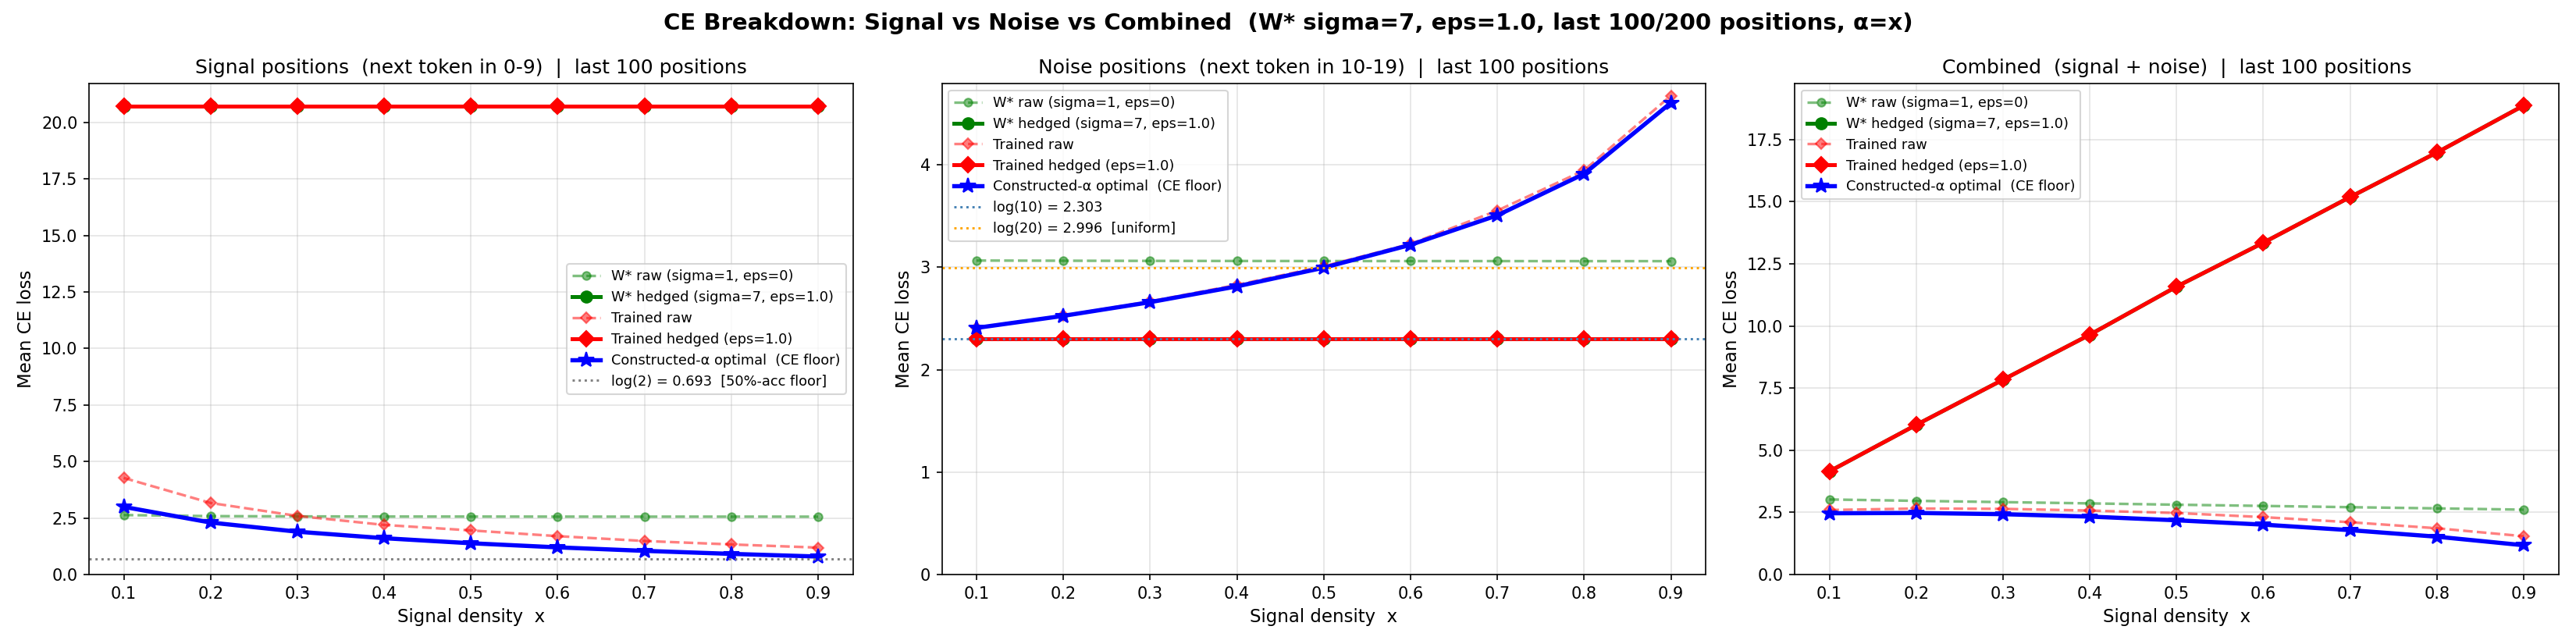 CE Breakdown: Signal vs Noise vs Combined  (W* sigma=7, eps=1.0, last 100/200 positions, α=x)
Signal positions  (next token in 0-9)  |  last 100 positions
Mean CE loss
20.0
17.5
15.0
12.5
10.0
7.5
5.0
2.5
0.0
W* raw (sigma=1, eps=0)
W* hedged (sigma=7, eps=1.0)
Trained raw
Trained hedged (eps=1.0)
Constructed-α optimal  (CE floor)
log(2) = 0.693  [50%-acc floor]
0.1 0.2 0.3 0.4 0.5 0.6 0.7 0.8 0.9
Signal density  x
Noise positions  (next token in 10-19)  |  last 100 positions
Mean CE loss
4
3
2
1
0
W* raw (sigma=1, eps=0)
W* hedged (sigma=7, eps=1.0)
Trained raw
Trained hedged (eps=1.0)
Constructed-α optimal  (CE floor)
log(10) = 2.303
log(20) = 2.996  [uniform]
0.1 0.2 0.3 0.4 0.5 0.6 0.7 0.8 0.9
Signal density  x
Combined  (signal + noise)  |  last 100 positions
Mean CE loss
17.5
15.0
12.5
10.0
7.5
5.0
2.5
0.0
W* raw (sigma=1, eps=0)
W* hedged (sigma=7, eps=1.0)
Trained raw
Trained hedged (eps=1.0)
Constructed-α optimal  (CE floor)
0.1 0.2 0.3 0.4 0.5 0.6 0.7 0.8 0.9
Signal density  x